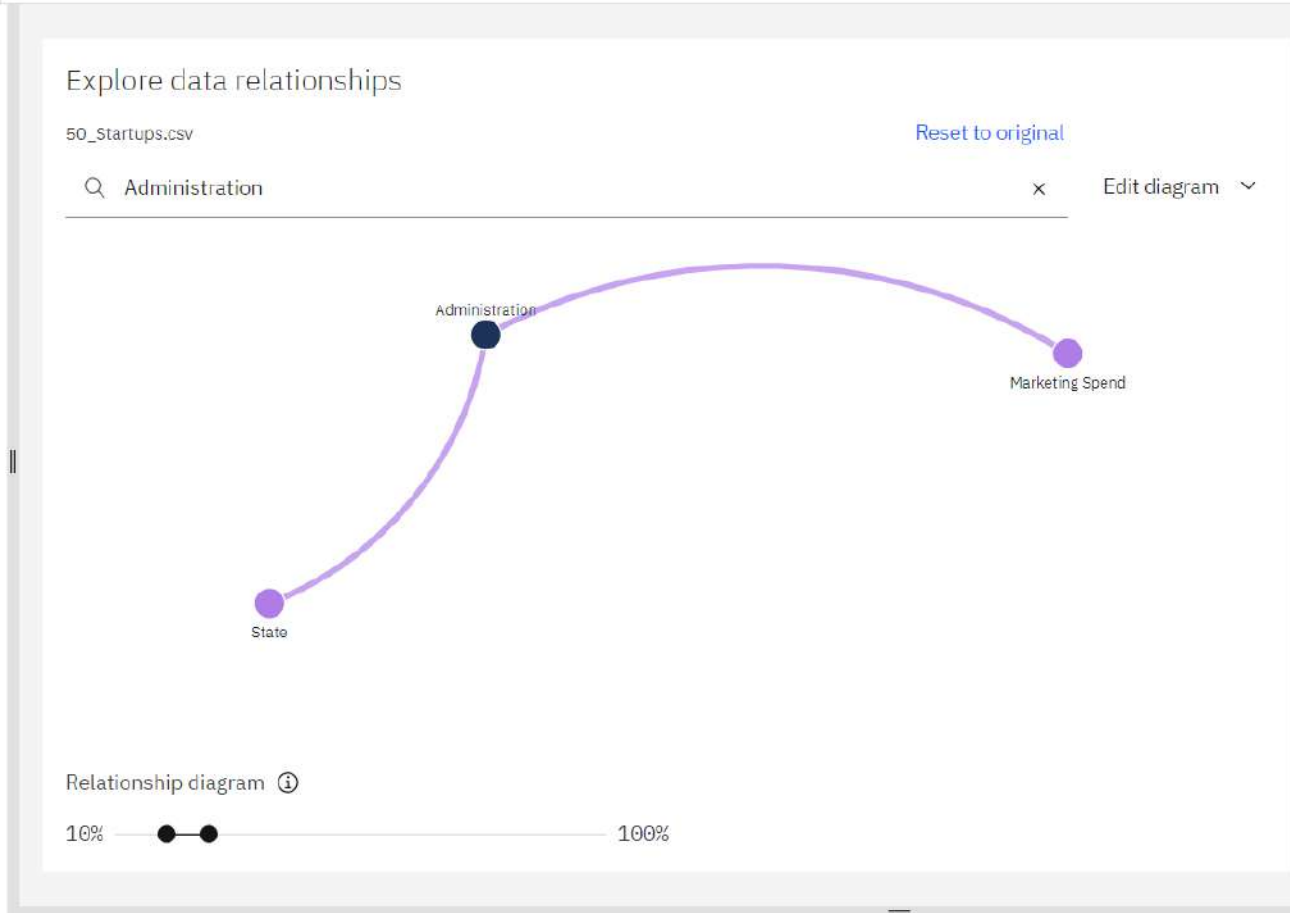 Explore data relationships
50_Startups.csv
Reset to original
Administration
Edit diagram
Administration
Marketing Spend
State
Relationship diagram
10%
100%